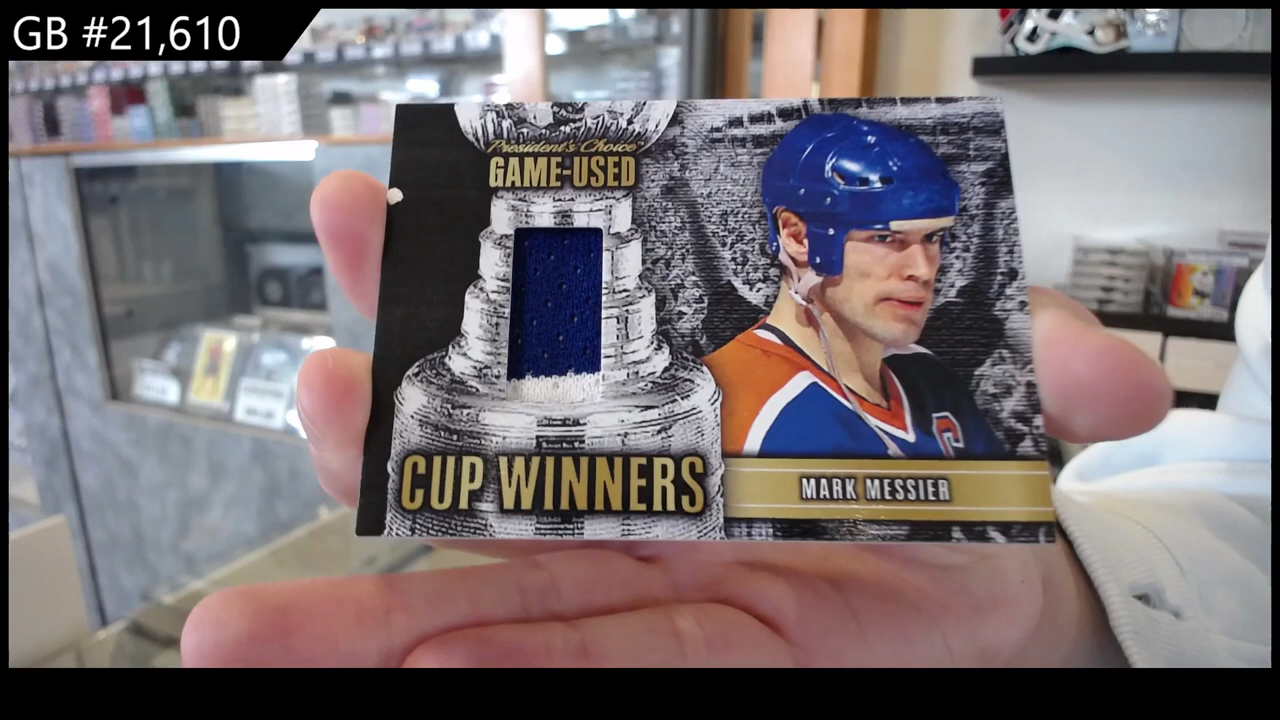 GB #21,610
President's Choice
GAME-USED
C
CUP WINNERS
MARK MESSIER